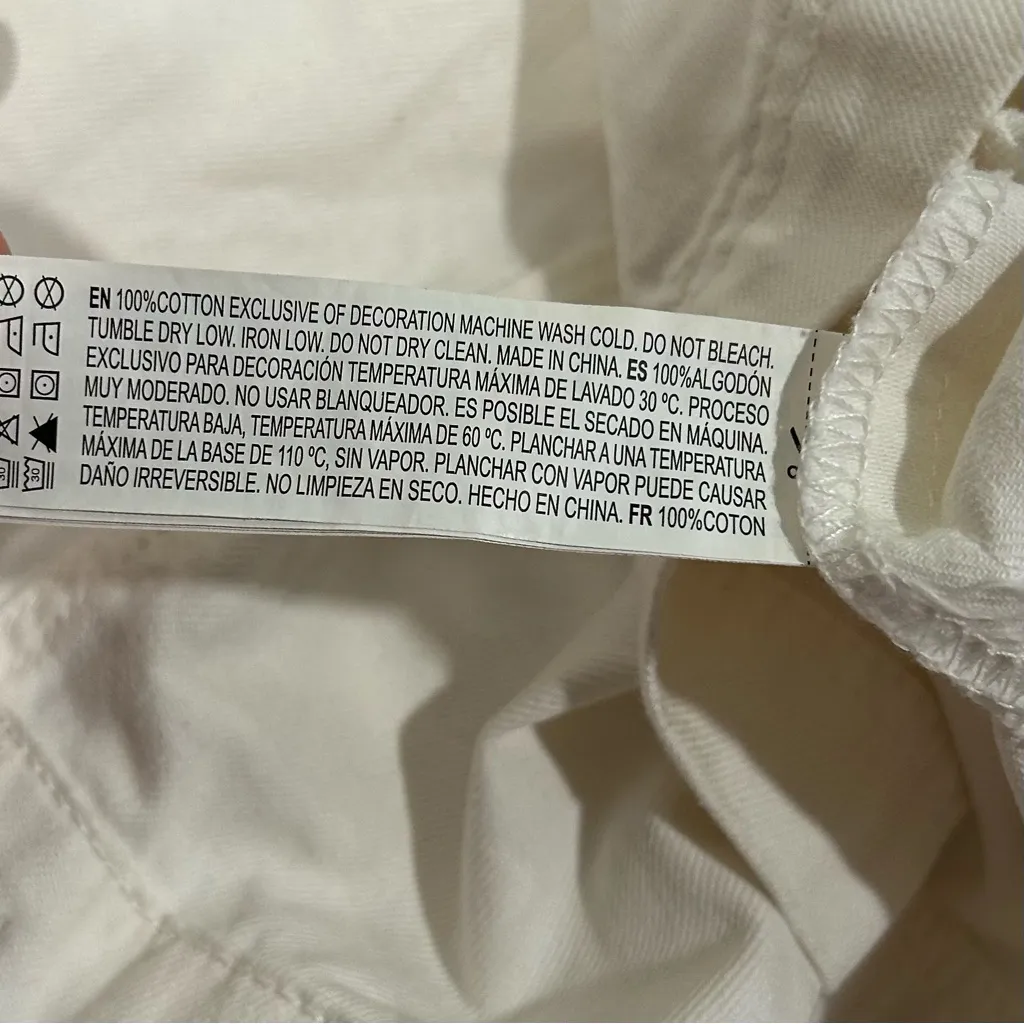 EN 100%COTTON EXCLUSIVE OF DECORATION MACHINE WASH COLD. DO NOT BLEACH.
TUMBLE DRY LOW. IRON LOW. DO NOT DRY CLEAN. MADE IN CHINA. ES 100%ALGODÓN
EXCLUSIVO PARA DECORACIÓN TEMPERATURA MÁXIMA DE LAVADO 30 ºC. PROCESO
MUY MODERADO. NO USAR BLANQUEADOR. ES POSIBLE EL SECADO EN MÁQUINA.
TEMPERATURA BAJA, TEMPERATURA MÁXIMA DE 60 ºC. PLANCHAR A UNA TEMPERATURA
MÁXIMA DE LA BASE DE 110 ºC, SIN VAPOR. PLANCHAR CON VAPOR PUEDE CAUSAR
DAÑO IRREVERSIBLE. NO LIMPIEZA EN SECO. HECHO EN CHINA. FR 100%COTON
30